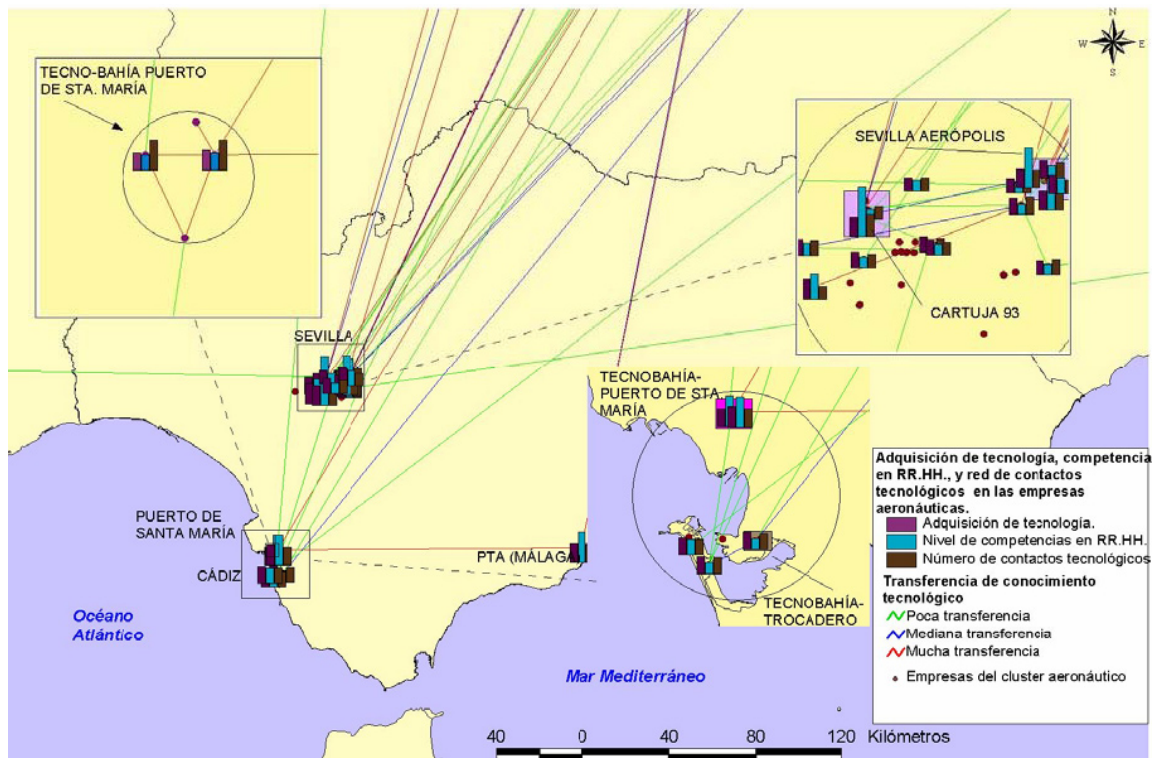 N
W
E
S
TECNO-BAHÍA PUERTO
DE STA. MARÍA
SEVILLA AERÓPOLIS
CARTUJA 93
SEVILLA
TECNOBAHÍA-
PUERTO DE STA
MARÍA
PUERTO DE
SANTA MARÍA
CÁDIZ
PTA (MÁLAGA)
TECNOBAHÍA-
TROCADERO
Océano
Atlántico
Mar Mediterráneo
Adquisición de tecnología, competencia
en RR.HH., y red de contactos
tecnológicos en las empresas
aeronáuticas.
Adquisición de tecnología.
Nivel de competencias en RR.HH.
Número de contactos tecnológicos
Transferencia de conocimiento
tecnológico
Poca transferencia
Mediana transferencia
Mucha transferencia
Empresas del cluster aeronáutico
40 0 40 80 120 Kilómetros